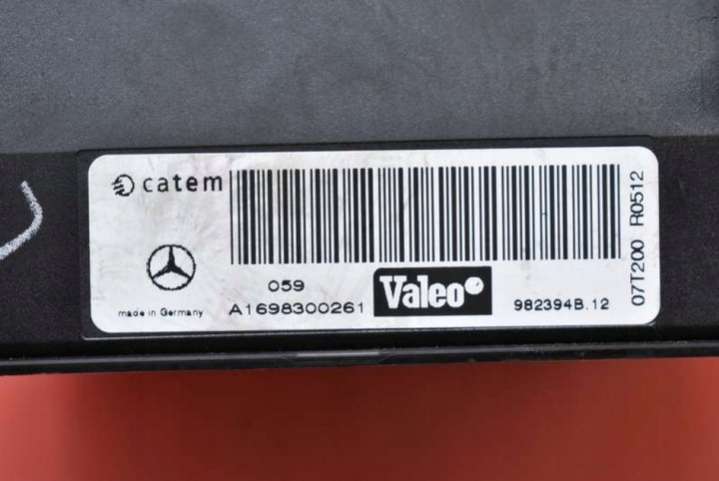 catem
059
A1698300261
Valeo
982394B.12
made in Germany
07T200 R0512